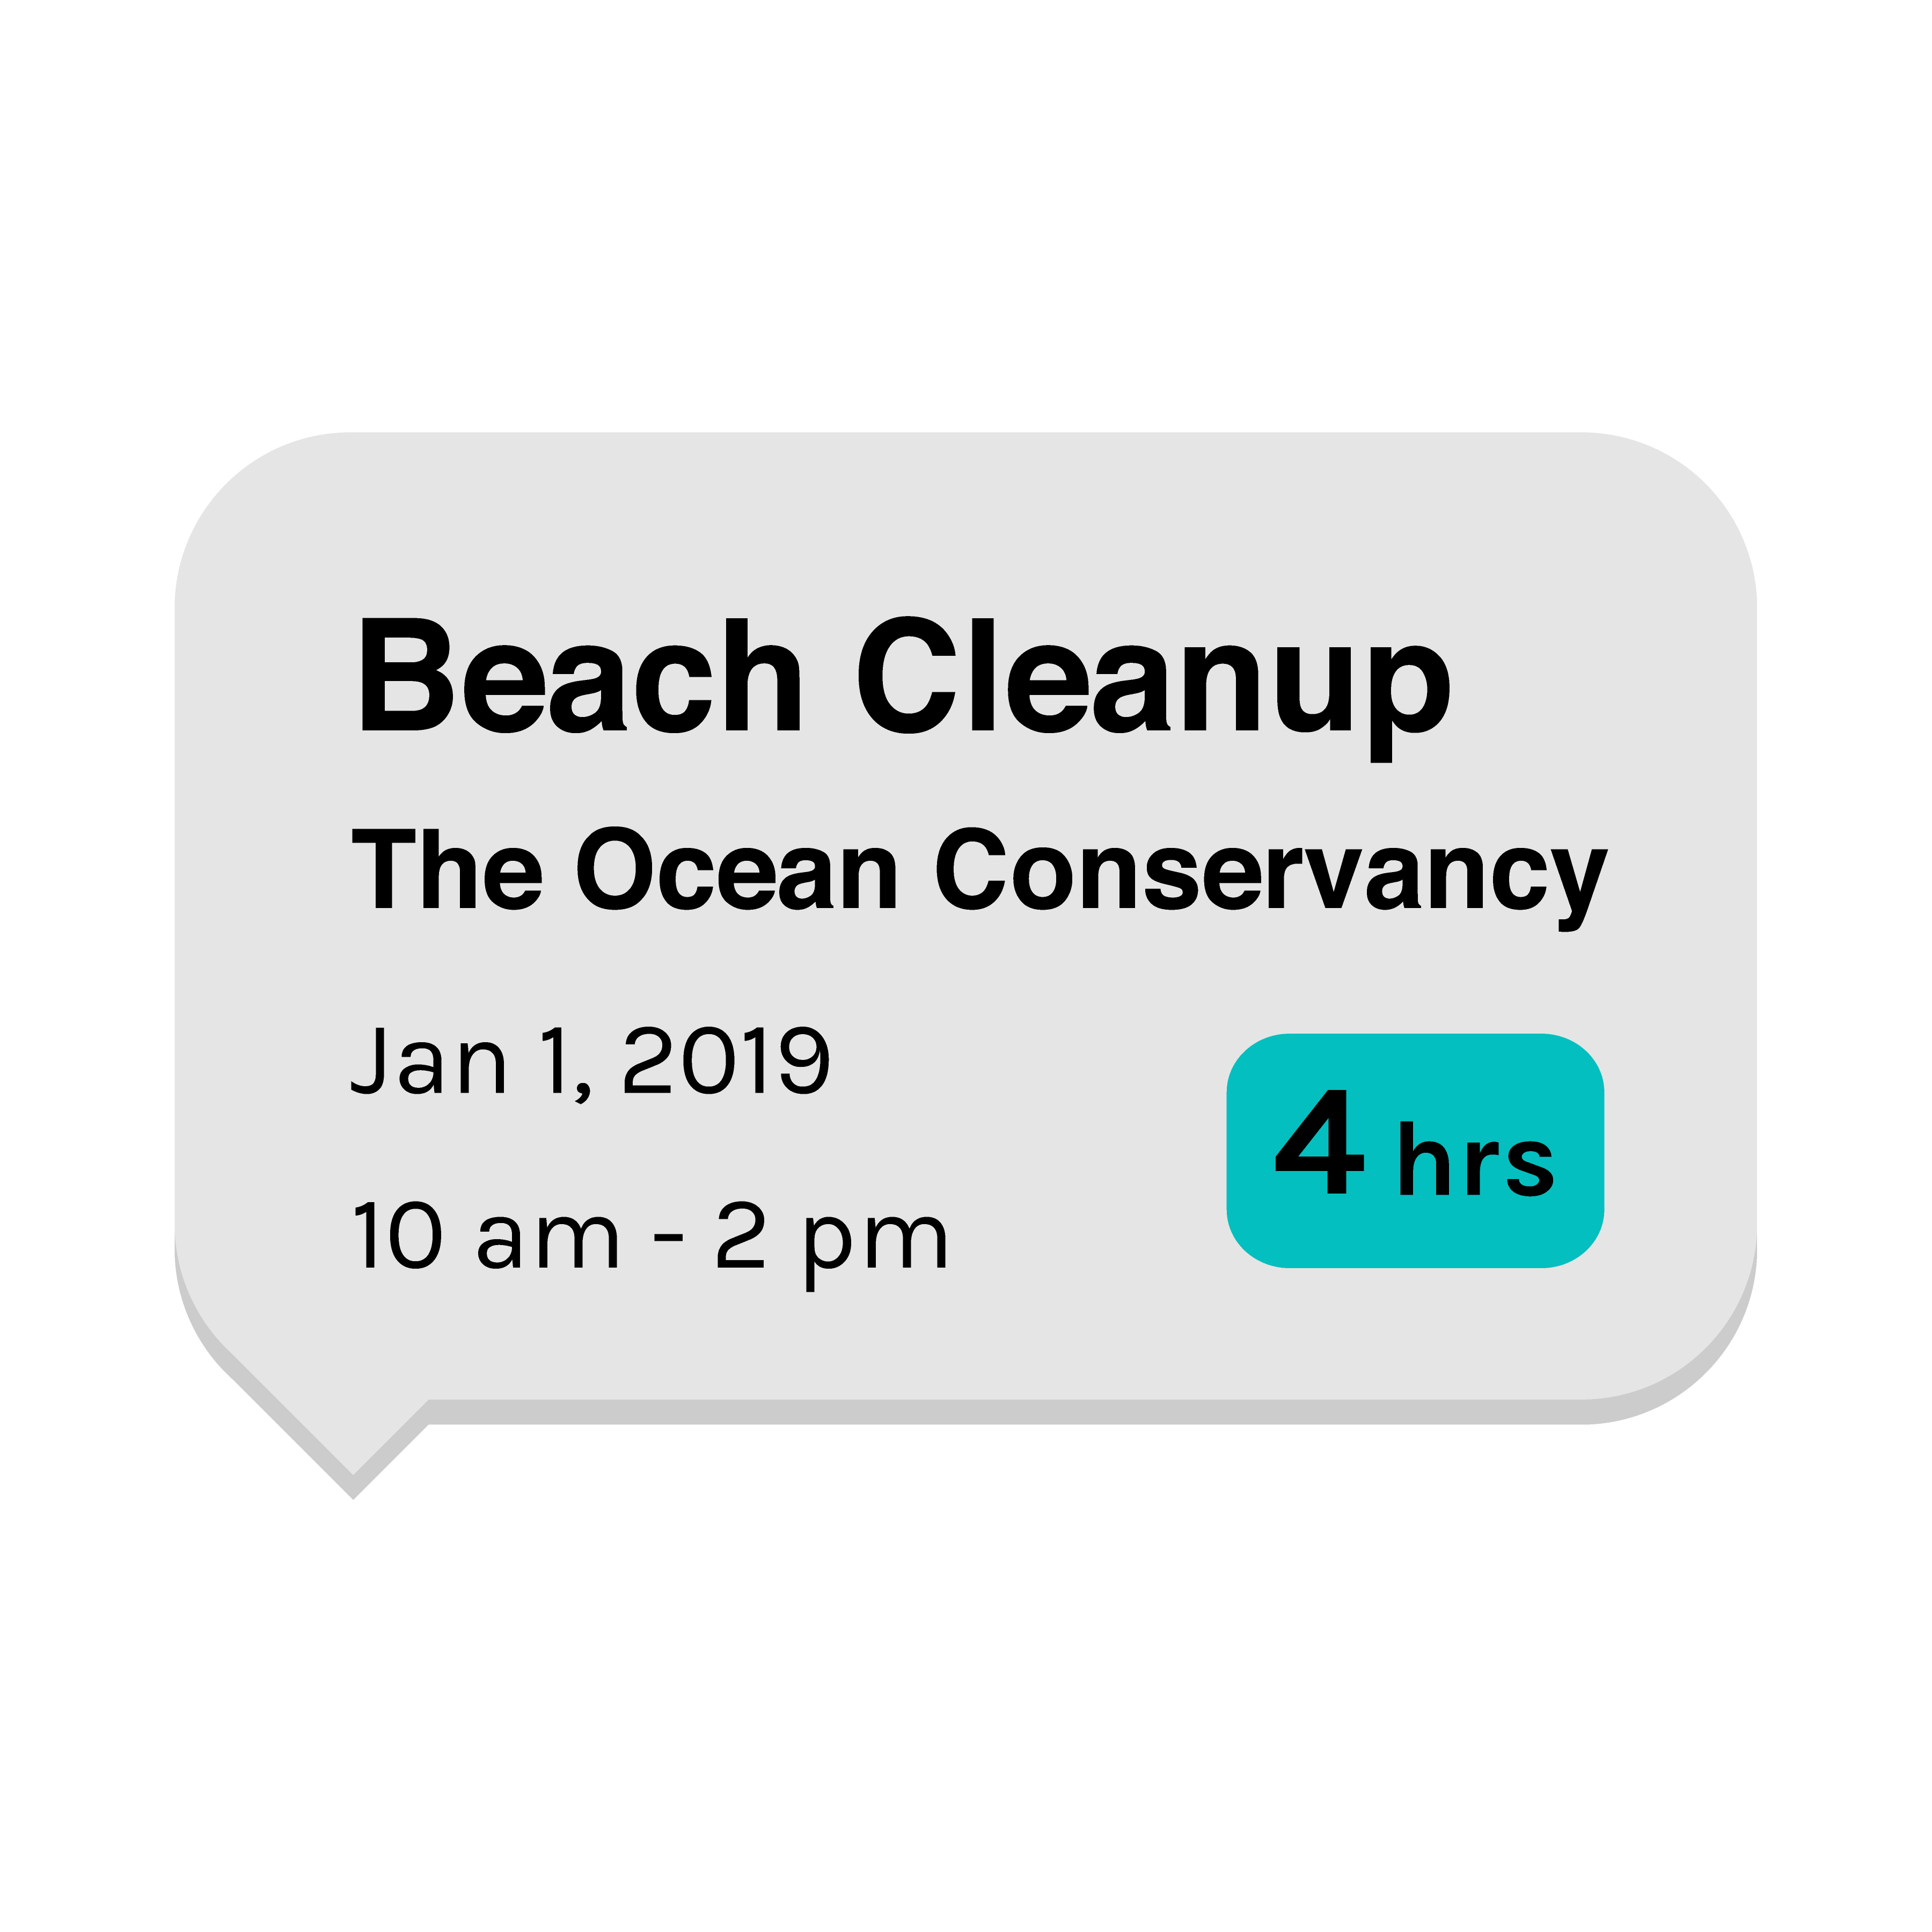 Beach Cleanup
The Ocean Conservancy
Jan 1, 2019
10 am - 2 pm
4 hrs